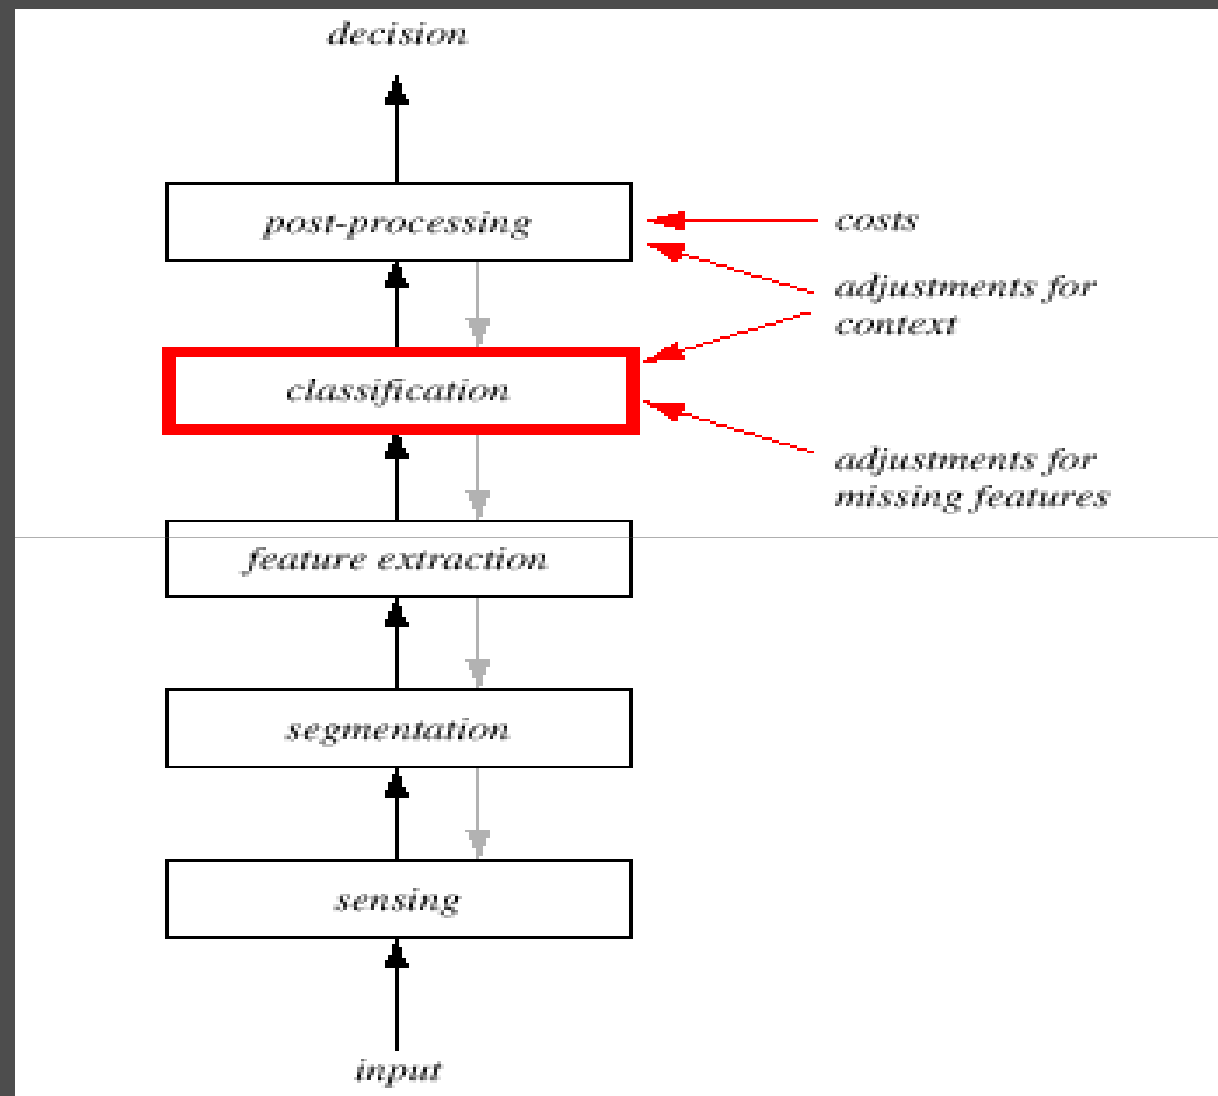 decision
post-processing
costs
adjustments for
context
classification
adjustments for
missing features
feature extraction
segmentation
sensing
input